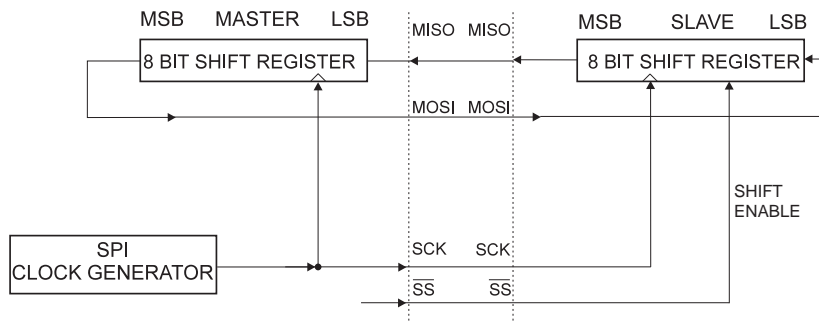 MSB MASTER LSB
MISO MISO
MSB SLAVE LSB
8 BIT SHIFT REGISTER
8 BIT SHIFT REGISTER
MOSI MOSI
SHIFT
ENABLE
SPI
CLOCK GENERATOR
SCK SCK
SS SS